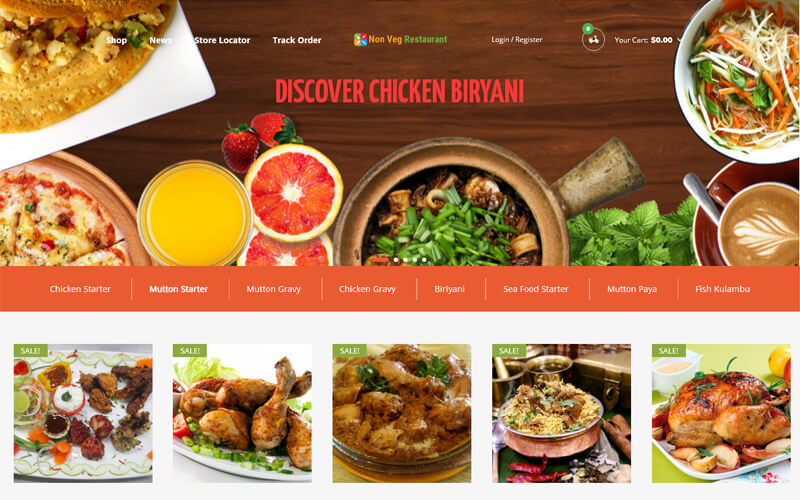 Shop
News
Store Locator
Track Order
Non Veg Restaurant
Login / Register
0
Your Cart: $0.00
DISCOVER CHICKEN BIRYANI
Chicken Starter
Mutton Starter
Mutton Gravy
Chicken Gravy
Biriyani
Sea Food Starter
Mutton Paya
Fish Kulambu
SALE!
SALE!
SALE!
SALE!
SALE!